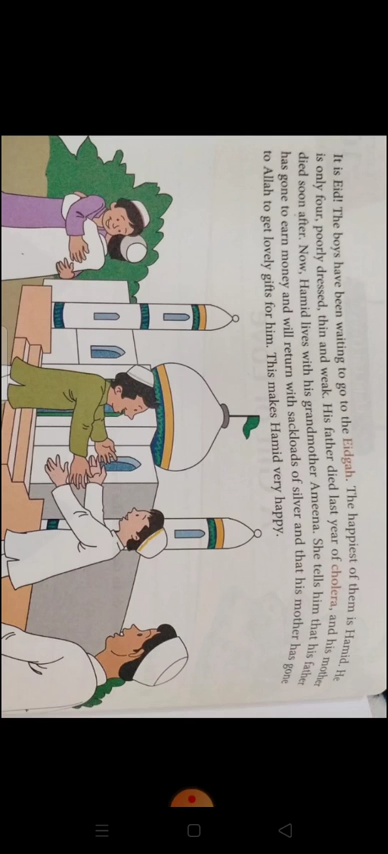 It is Eid! The boys have been waiting to go to the Eidgah. The happiest of them is Hamid. He
is only four, poorly dressed, thin and weak. His father died last year of cholera, and his mother
died soon after. Now, Hamid lives with his grandmother Ameena. She tells him that his father
has gone to earn money and will return with sackloads of silver and that his mother has gone
to Allah to get lovely gifts for him. This makes Hamid very happy.